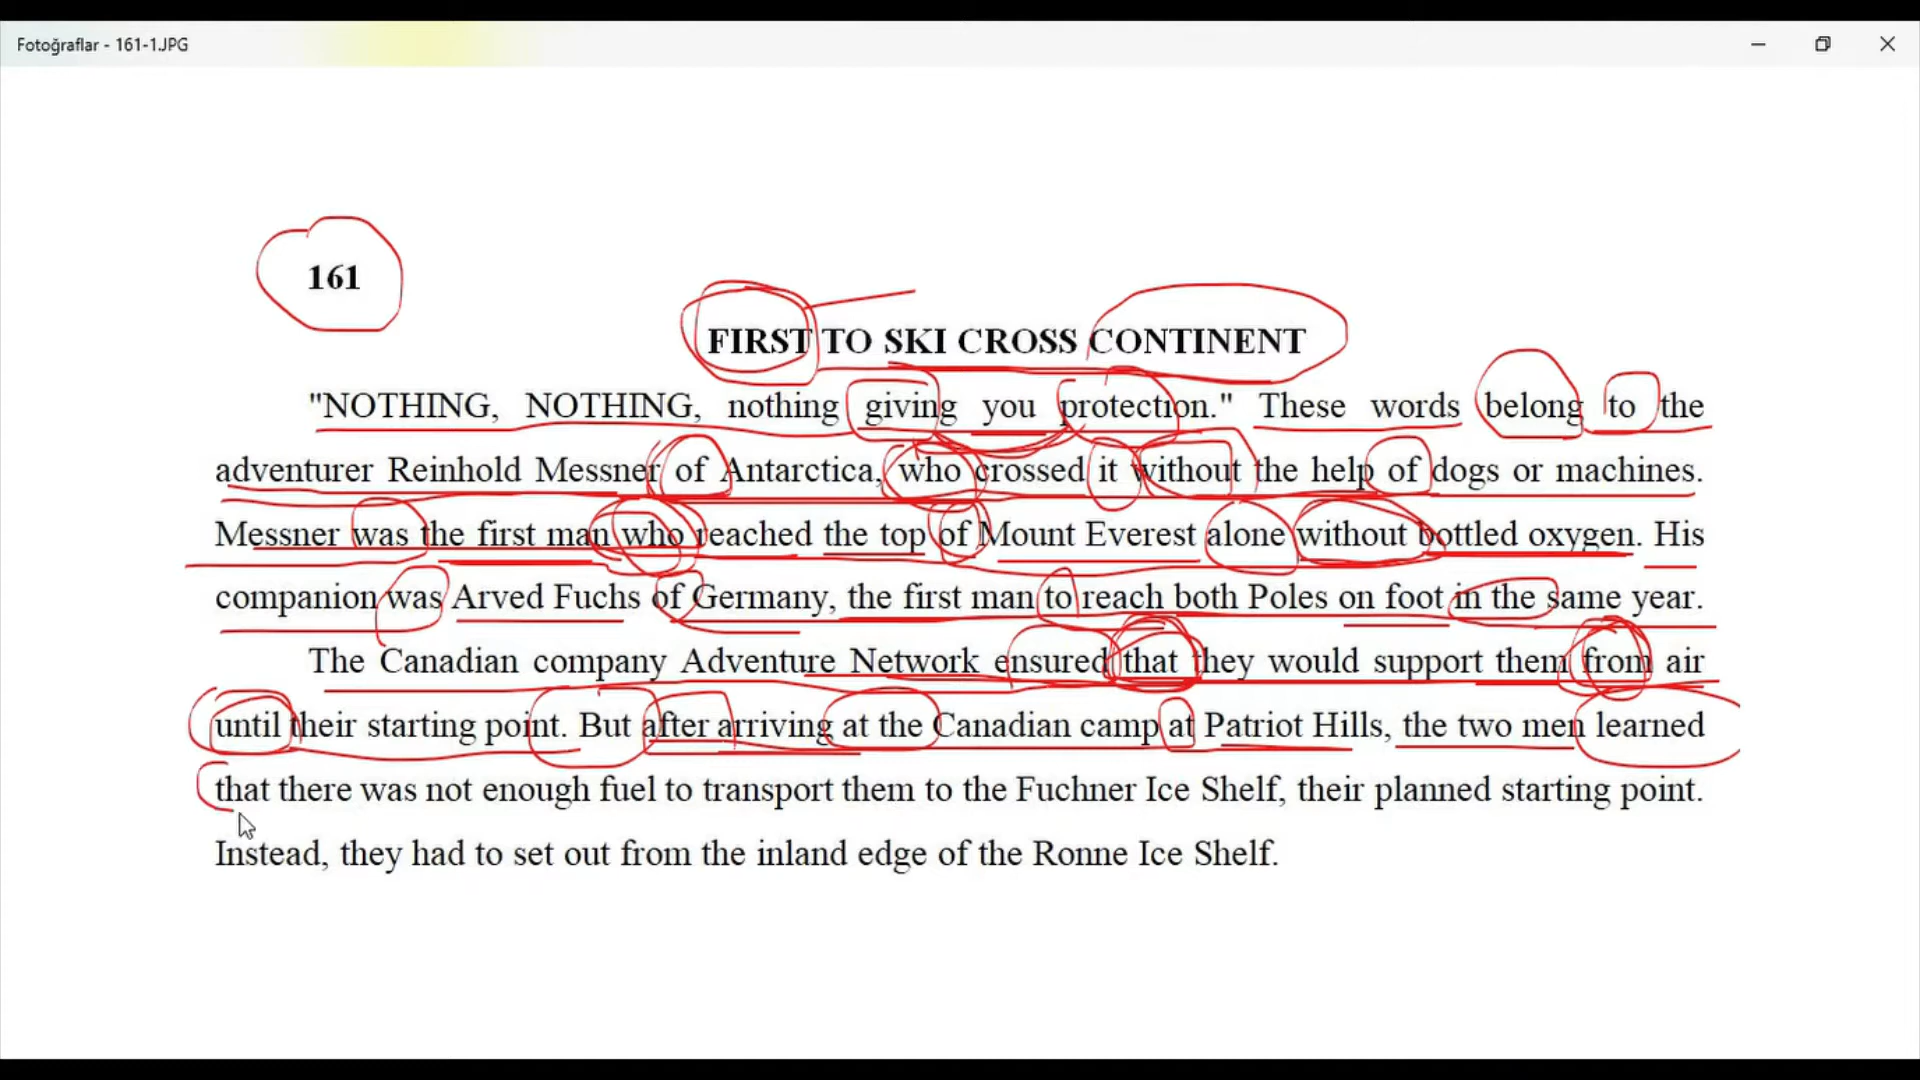 Fotoğraflar - 161-1.JPG
161
FIRST TO SKI CROSS CONTINENT
"NOTHING, NOTHING, nothing giving you protection." These words belong to the
adventurer Reinhold Messner of Antarctica, who crossed it without the help of dogs or machines.
Messner was the first man who reached the top of Mount Everest alone without bottled oxygen. His
companion was Arved Fuchs of Germany, the first man to reach both Poles on foot in the same year.
The Canadian company Adventure Network ensured that they would support them from air
until their starting point. But after arriving at the Canadian camp at Patriot Hills, the two men learned
that there was not enough fuel to transport them to the Fuchner Ice Shelf, their planned starting point.
Instead, they had to set out from the inland edge of the Ronne Ice Shelf.